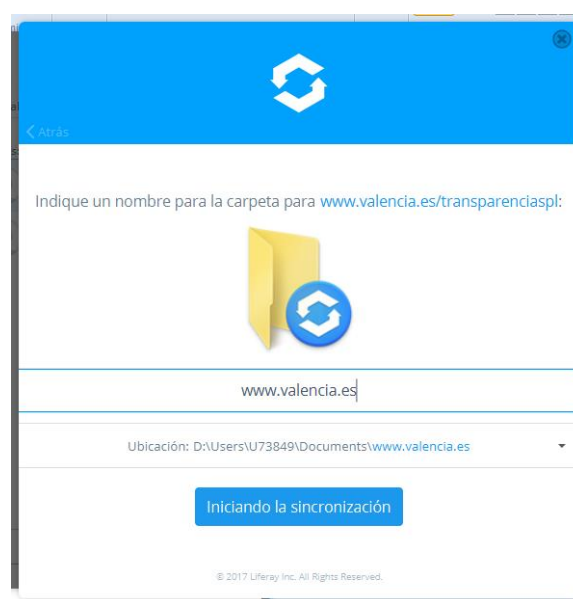 Atrás
Indique un nombre para la carpeta para www.valencia.es/transparenciaspl:
www.valencia.es
Ubicación: D:\Users\U73849\Documents\www.valencia.es
Iniciando la sincronización
© 2017 Liferay Inc. All Rights Reserved.